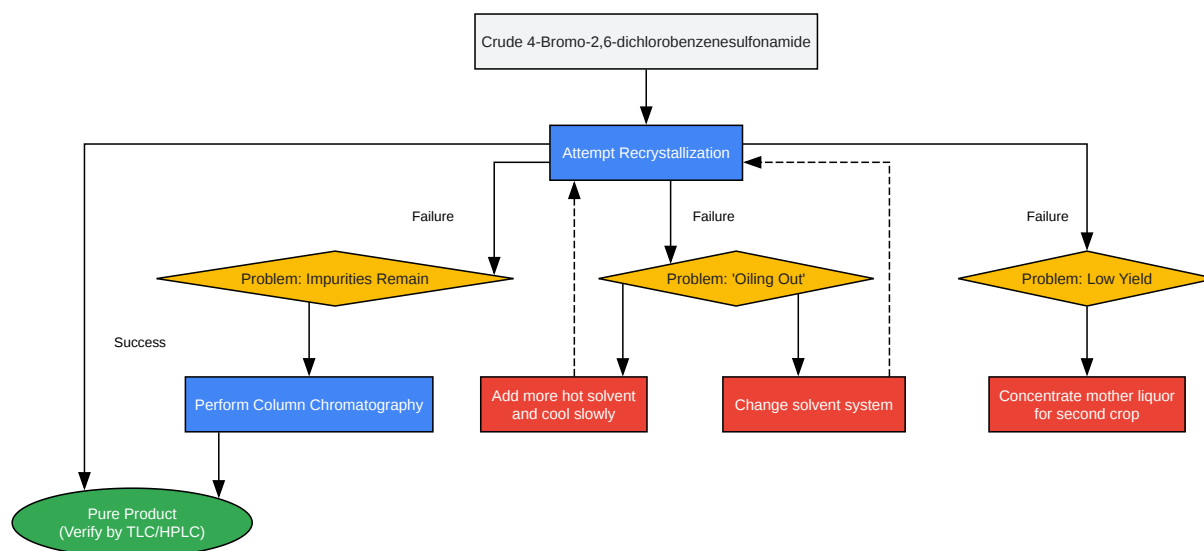 Crude 4-Bromo-2,6-dichlorobenzenesulfonamide
Attempt Recrystallization
Failure
Failure
Failure
Problem: Impurities Remain
Problem: 'Oiling Out'
Problem: Low Yield
Success
Perform Column Chromatography
Add more hot solvent
and cool slowly
Change solvent system
Concentrate mother liquor
for second crop
Pure Product
(Verify by TLC/HPLC)